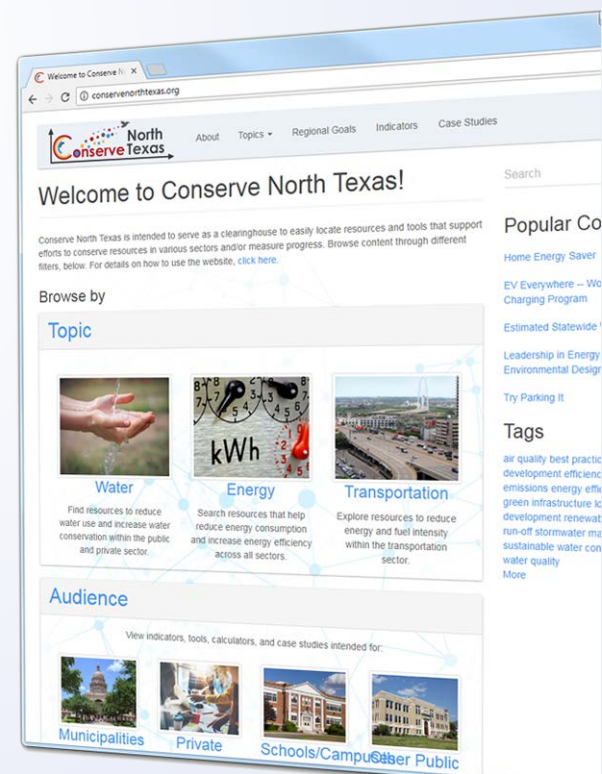 Welcome to Conserve
conservenorthtexas.org
Conserve North Texas
About
Topics
Regional Goals
Indicators
Case Studies
Welcome to Conserve North Texas!
Conserve North Texas is intended to serve as a clearinghouse to easily locate resources and tools that support
efforts to conserve resources in various sectors and/or measure progress. Browse content through different
filters, below. For details on how to use the website, click here.
Browse by
Topic
kWh
Water
Find resources to reduce
water use and increase water
conservation within the public
and private sector.
Energy
Search resources that help
reduce energy consumption
and increase energy efficiency
across all sectors.
Transportation
Explore resources to reduce
energy and fuel intensity
within the transportation
sector.
Audience
View indicators, tools, calculators, and case studies intended for:
Municipalities
Private
Schools/Campuses
Other Public
Search
Popular Co
Home Energy Saver
EV Everywhere -- Wo
Charging Program
Estimated Statewide
Leadership in Energy
Environmental Design
Try Parking It
Tags
air quality best practic
development efficienc
emissions energy effi
green infrastructure
development renewab
run-off stormwater ma
sustainable water con
water quality
More